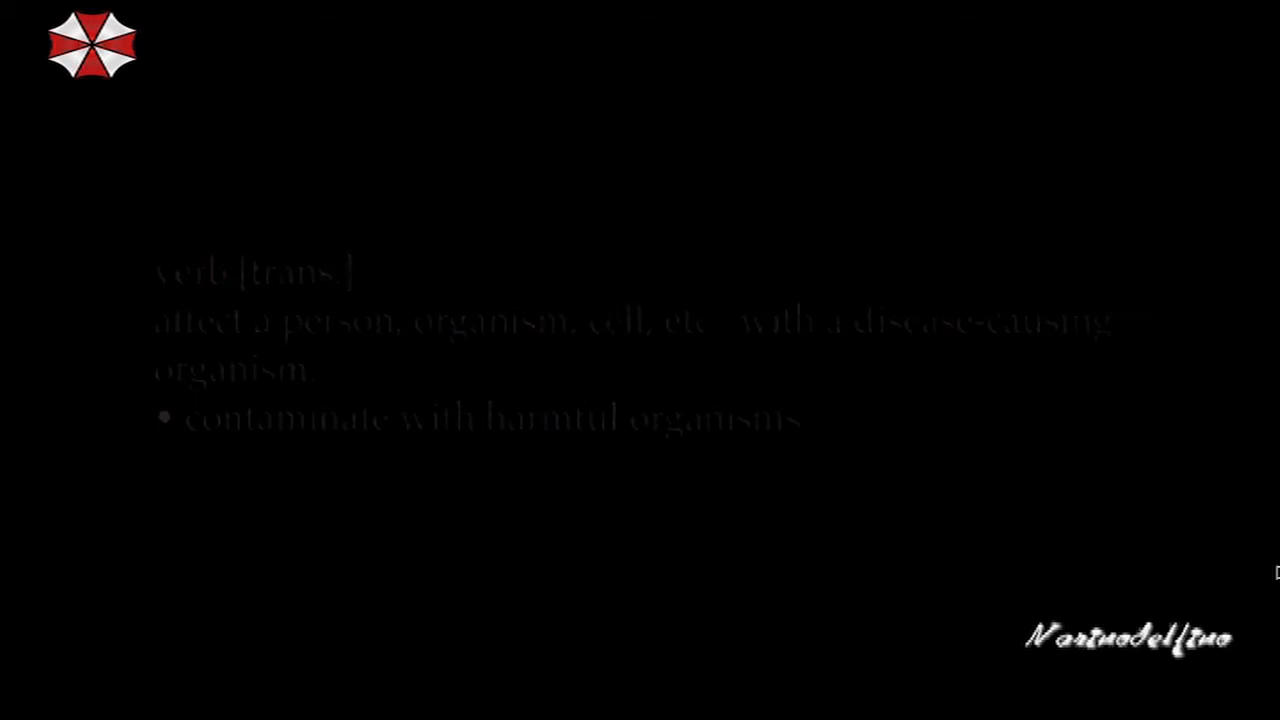 verb [trans.]
affect a person, organism, cell, etc. with a disease-causing
organism.
• contaminate with harmful organisms